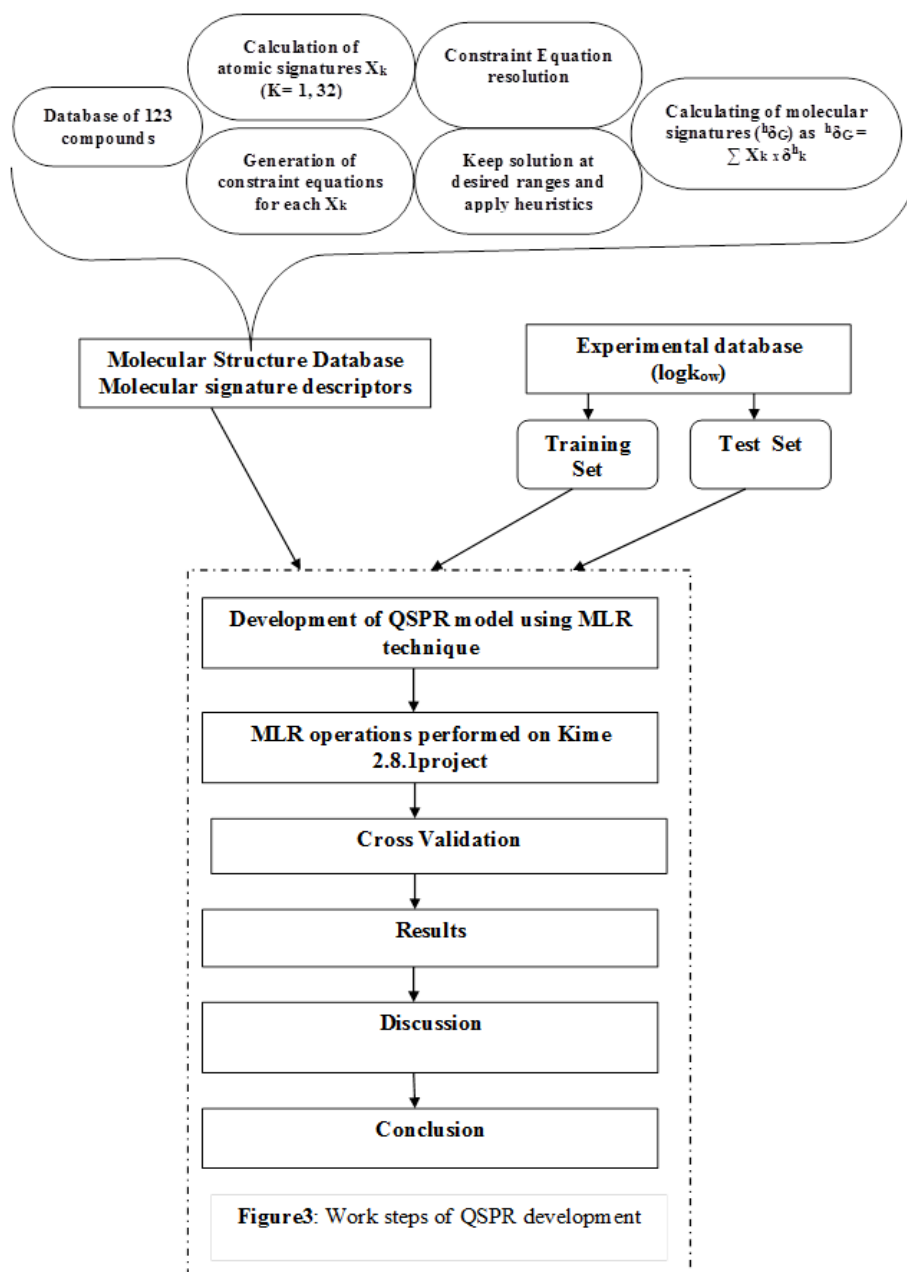 Database of 123
compounds
Calculation of
atomic signatures Xk
(K= 1, 32)
Constraint Equation
resolution
Generation of
constraint equations
for each Xk
Keep solution at
desired ranges and
apply heuristics
Calculating of molecular
signatures (hδG) as hδG =
∑ Xk x δhk
Molecular Structure Database
Molecular signature descriptors
Experimental database
(logkow)
Training
Set
Test Set
Development of QSPR model using MLR
technique
MLR operations performed on Kime
2.8.1project
Cross Validation
Results
Discussion
Conclusion
Figure3: Work steps of QSPR development